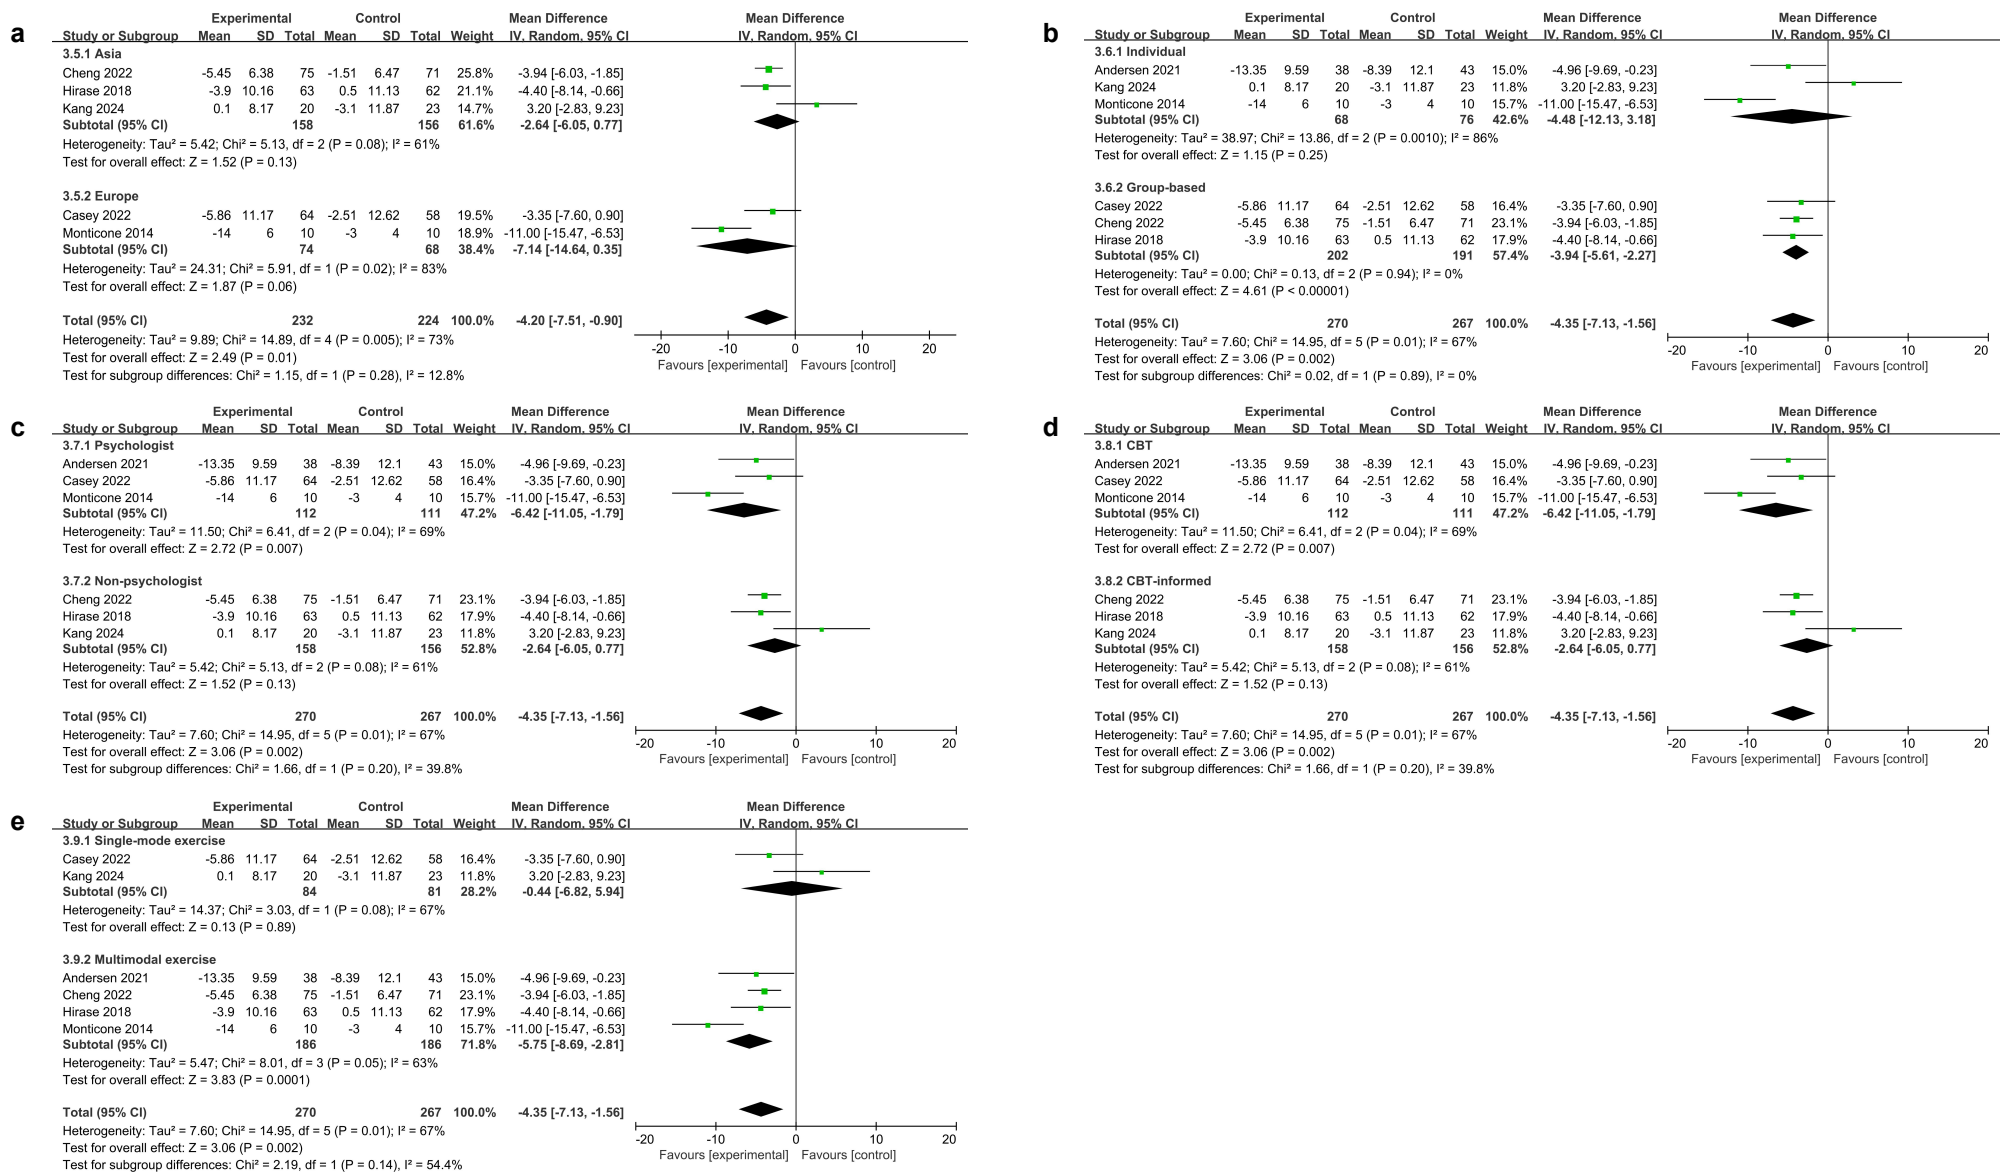 a
Experimental Control Mean Difference Mean Difference
Study or Subgroup Mean SD Total Mean SD Total Weight IV, Random, 95% CI IV, Random, 95% CI
3.5.1 Asia
Cheng 2022 -5.45 6.38 75 -1.51 6.47 71 25.8% -3.94 [-6.03, -1.85]
Hirase 2018 -3.9 10.16 63 0.5 11.13 62 21.1% -4.40 [-8.14, -0.66]
Kang 2024 0.1 8.17 20 -3.1 11.87 23 14.7% 3.20 [-2.83, 9.23]
Subtotal (95% CI) 158 156 61.6% -2.64 [-6.05, 0.77]
Heterogeneity: Tau² = 5.42; Chi² = 5.13, df = 2 (P = 0.08); I² = 61%
Test for overall effect: Z = 1.52 (P = 0.13)
3.5.2 Europe
Casey 2022 -5.86 11.17 64 -2.51 12.62 58 19.5% -3.35 [-7.60, 0.90]
Monticone 2014 -14 6 10 -3 4 10 18.9% -11.00 [-15.47, -6.53]
Subtotal (95% CI) 74 68 38.4% -7.14 [-14.64, 0.35]
Heterogeneity: Tau² = 24.31; Chi² = 5.91, df = 1 (P = 0.02); I² = 83%
Test for overall effect: Z = 1.87 (P = 0.06)
Total (95% CI) 232 224 100.0% -4.20 [-7.51, -0.90]
Heterogeneity: Tau² = 9.89; Chi² = 14.89, df = 4 (P = 0.005); I² = 73%
Test for overall effect: Z = 2.49 (P = 0.01)
Test for subgroup differences: Chi² = 1.15, df = 1 (P = 0.28), I² = 12.8%
-20 -10 0 10 20
Favours [experimental] Favours [control]
b
Experimental Control Mean Difference Mean Difference
Study or Subgroup Mean SD Total Mean SD Total Weight IV, Random, 95% CI IV, Random, 95% CI
3.6.1 Individual
Andersen 2021 -13.35 9.59 38 -8.39 12.1 43 15.0% -4.96 [-9.69, -0.23]
Kang 2024 0.1 8.17 20 -3.1 11.87 23 11.8% 3.20 [-2.83, 9.23]
Monticone 2014 -14 6 10 -3 4 10 15.7% -11.00 [-15.47, -6.53]
Subtotal (95% CI) 68 76 42.6% -4.48 [-12.13, 3.18]
Heterogeneity: Tau² = 38.97; Chi² = 13.86, df = 2 (P = 0.0010); I² = 86%
Test for overall effect: Z = 1.15 (P = 0.25)
3.6.2 Group-based
Casey 2022 -5.86 11.17 64 -2.51 12.62 58 16.4% -3.35 [-7.60, 0.90]
Cheng 2022 -5.45 6.38 75 -1.51 6.47 71 23.1% -3.94 [-6.03, -1.85]
Hirase 2018 -3.9 10.16 63 0.5 11.13 62 17.9% -4.40 [-8.14, -0.66]
Subtotal (95% CI) 202 191 57.4% -3.94 [-5.61, -2.27]
Heterogeneity: Tau² = 0.00; Chi² = 0.13, df = 2 (P = 0.94); I² = 0%
Test for overall effect: Z = 4.61 (P < 0.00001)
Total (95% CI) 270 267 100.0% -4.35 [-7.13, -1.56]
Heterogeneity: Tau² = 7.60; Chi² = 14.95, df = 5 (P = 0.01); I² = 67%
Test for overall effect: Z = 3.06 (P = 0.002)
Test for subgroup differences: Chi² = 0.02, df = 1 (P = 0.89), I² = 0%
-20 -10 0 10 20
Favours [experimental] Favours [control]
c
Experimental Control Mean Difference Mean Difference
Study or Subgroup Mean SD Total Mean SD Total Weight IV, Random, 95% CI IV, Random, 95% CI
3.7.1 Psychologist
Andersen 2021 -13.35 9.59 38 -8.39 12.1 43 15.0% -4.96 [-9.69, -0.23]
Casey 2022 -5.86 11.17 64 -2.51 12.62 58 16.4% -3.35 [-7.60, 0.90]
Monticone 2014 -14 6 10 -3 4 10 15.7% -11.00 [-15.47, -6.53]
Subtotal (95% CI) 112 111 47.2% -6.42 [-11.05, -1.79]
Heterogeneity: Tau² = 11.50; Chi² = 6.41, df = 2 (P = 0.04); I² = 69%
Test for overall effect: Z = 2.72 (P = 0.007)
3.7.2 Non-psychologist
Cheng 2022 -5.45 6.38 75 -1.51 6.47 71 23.1% -3.94 [-6.03, -1.85]
Hirase 2018 -3.9 10.16 63 0.5 11.13 62 17.9% -4.40 [-8.14, -0.66]
Kang 2024 0.1 8.17 20 -3.1 11.87 23 11.8% 3.20 [-2.83, 9.23]
Subtotal (95% CI) 158 156 52.8% -2.64 [-6.05, 0.77]
Heterogeneity: Tau² = 5.42; Chi² = 5.13, df = 2 (P = 0.08); I² = 61%
Test for overall effect: Z = 1.52 (P = 0.13)
Total (95% CI) 270 267 100.0% -4.35 [-7.13, -1.56]
Heterogeneity: Tau² = 7.60; Chi² = 14.95, df = 5 (P = 0.01); I² = 67%
Test for overall effect: Z = 3.06 (P = 0.002)
Test for subgroup differences: Chi² = 1.66, df = 1 (P = 0.20), I² = 39.8%
-20 -10 0 10 20
Favours [experimental] Favours [control]
d
Experimental Control Mean Difference Mean Difference
Study or Subgroup Mean SD Total Mean SD Total Weight IV, Random, 95% CI IV, Random, 95% CI
3.8.1 CBT
Andersen 2021 -13.35 9.59 38 -8.39 12.1 43 15.0% -4.96 [-9.69, -0.23]
Casey 2022 -5.86 11.17 64 -2.51 12.62 58 16.4% -3.35 [-7.60, 0.90]
Monticone 2014 -14 6 10 -3 4 10 15.7% -11.00 [-15.47, -6.53]
Subtotal (95% CI) 112 111 47.2% -6.42 [-11.05, -1.79]
Heterogeneity: Tau² = 11.50; Chi² = 6.41, df = 2 (P = 0.04); I² = 69%
Test for overall effect: Z = 2.72 (P = 0.007)
3.8.2 CBT-informed
Cheng 2022 -5.45 6.38 75 -1.51 6.47 71 23.1% -3.94 [-6.03, -1.85]
Hirase 2018 -3.9 10.16 63 0.5 11.13 62 17.9% -4.40 [-8.14, -0.66]
Kang 2024 0.1 8.17 20 -3.1 11.87 23 11.8% 3.20 [-2.83, 9.23]
Subtotal (95% CI) 158 156 52.8% -2.64 [-6.05, 0.77]
Heterogeneity: Tau² = 5.42; Chi² = 5.13, df = 2 (P = 0.08); I² = 61%
Test for overall effect: Z = 1.52 (P = 0.13)
Total (95% CI) 270 267 100.0% -4.35 [-7.13, -1.56]
Heterogeneity: Tau² = 7.60; Chi² = 14.95, df = 5 (P = 0.01); I² = 67%
Test for overall effect: Z = 3.06 (P = 0.002)
Test for subgroup differences: Chi² = 1.66, df = 1 (P = 0.20), I² = 39.8%
-20 -10 0 10 20
Favours [experimental] Favours [control]
e
Experimental Control Mean Difference Mean Difference
Study or Subgroup Mean SD Total Mean SD Total Weight IV, Random, 95% CI IV, Random, 95% CI
3.9.1 Single-mode exercise
Casey 2022 -5.86 11.17 64 -2.51 12.62 58 16.4% -3.35 [-7.60, 0.90]
Kang 2024 0.1 8.17 20 -3.1 11.87 23 11.8% 3.20 [-2.83, 9.23]
Subtotal (95% CI) 84 81 28.2% -0.44 [-6.82, 5.94]
Heterogeneity: Tau² = 14.37; Chi² = 3.03, df = 1 (P = 0.08); I² = 67%
Test for overall effect: Z = 0.13 (P = 0.89)
3.9.2 Multimodal exercise
Andersen 2021 -13.35 9.59 38 -8.39 12.1 43 15.0% -4.96 [-9.69, -0.23]
Cheng 2022 -5.45 6.38 75 -1.51 6.47 71 23.1% -3.94 [-6.03, -1.85]
Hirase 2018 -3.9 10.16 63 0.5 11.13 62 17.9% -4.40 [-8.14, -0.66]
Monticone 2014 -14 6 10 -3 4 10 15.7% -11.00 [-15.47, -6.53]
Subtotal (95% CI) 186 186 71.8% -5.75 [-8.69, -2.81]
Heterogeneity: Tau² = 5.47; Chi² = 8.01, df = 3 (P = 0.05); I² = 63%
Test for overall effect: Z = 3.83 (P = 0.0001)
Total (95% CI) 270 267 100.0% -4.35 [-7.13, -1.56]
Heterogeneity: Tau² = 7.60; Chi² = 14.95, df = 5 (P = 0.01); I² = 67%
Test for overall effect: Z = 3.06 (P = 0.002)
Test for subgroup differences: Chi² = 2.19, df = 1 (P = 0.14), I² = 54.4%
-20 -10 0 10 20
Favours [experimental] Favours [control]